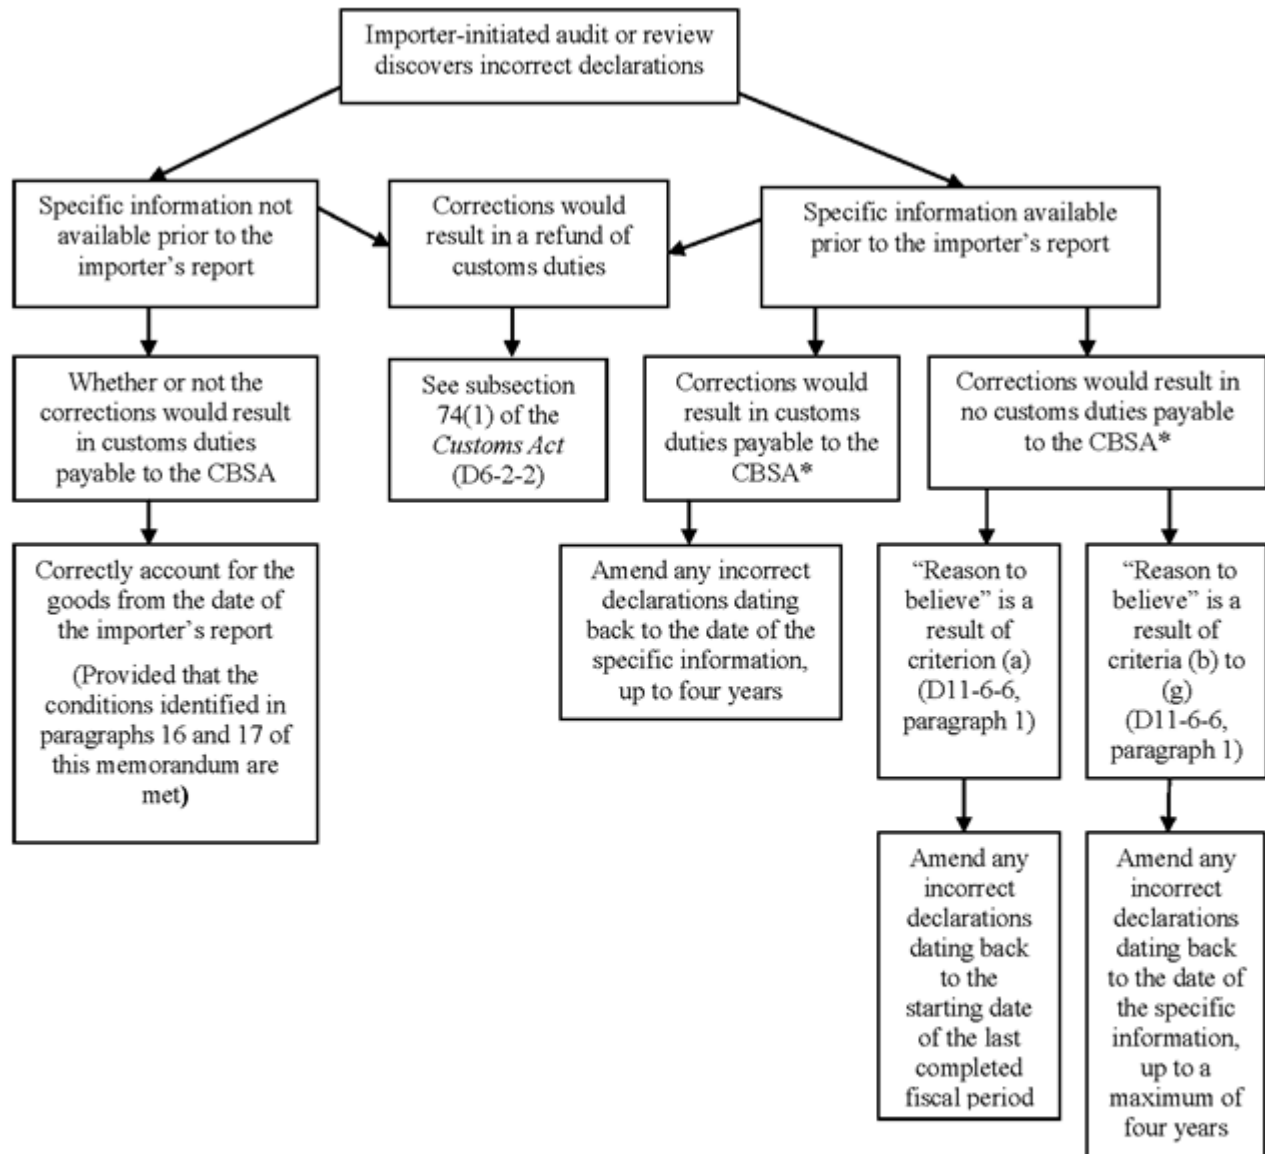 Importer-initiated audit or review
discovers incorrect declarations
Specific information not
available prior to the
importer’s report
Corrections would
result in a refund of
customs duties
Specific information available
prior to the importer’s report
Whether or not the
corrections would result
in customs duties
payable to the CBSA
See subsection
74(1) of the
Customs Act
(D6-2-2)
Corrections would
result in customs
duties payable to the
CBSA*
Corrections would result in
no customs duties payable
to the CBSA*
Correctly account for the
goods from the date of
the importer’s report
(Provided that the
conditions identified in
paragraphs 16 and 17 of
this memorandum are
met)
Amend any incorrect
declarations dating
back to the date of the
specific information,
up to four years
“Reason to
believe” is a
result of
criterion (a)
(D11-6-6,
paragraph 1)
“Reason to
believe” is a
result of
criteria (b) to
(g)
(D11-6-6,
paragraph 1)
Amend any
incorrect
declarations
dating back
to the
starting date
of the last
completed
fiscal period
Amend any
incorrect
declarations
dating back
to the date of
the specific
information,
up to a
maximum of
four years